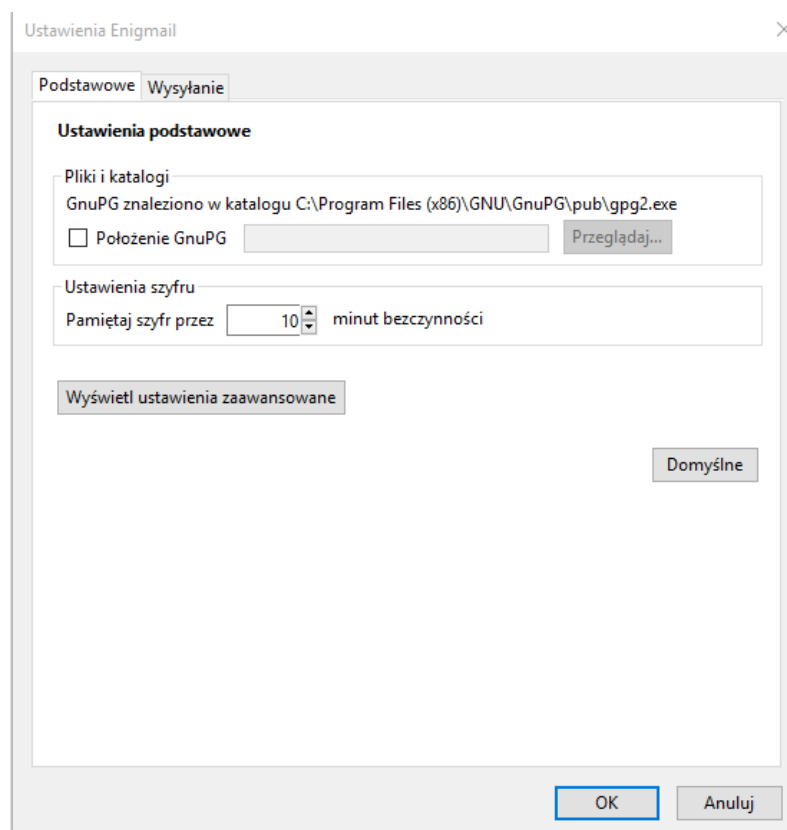 Ustawienia Enigmail
Podstawowe Wysyłanie
Ustawienia podstawowe
Pliki i katalogi
GnuPG znaleziono w katalogu C:\Program Files (x86)\GNU\GnuPG\pub\gpg2.exe
Położenie GnuPG Przeglądaj...
Ustawienia szyfru
Pamiętaj szyfr przez 10 minut bezczynności
Wyświetl ustawienia zaawansowane
Domyślne
OK Anuluj